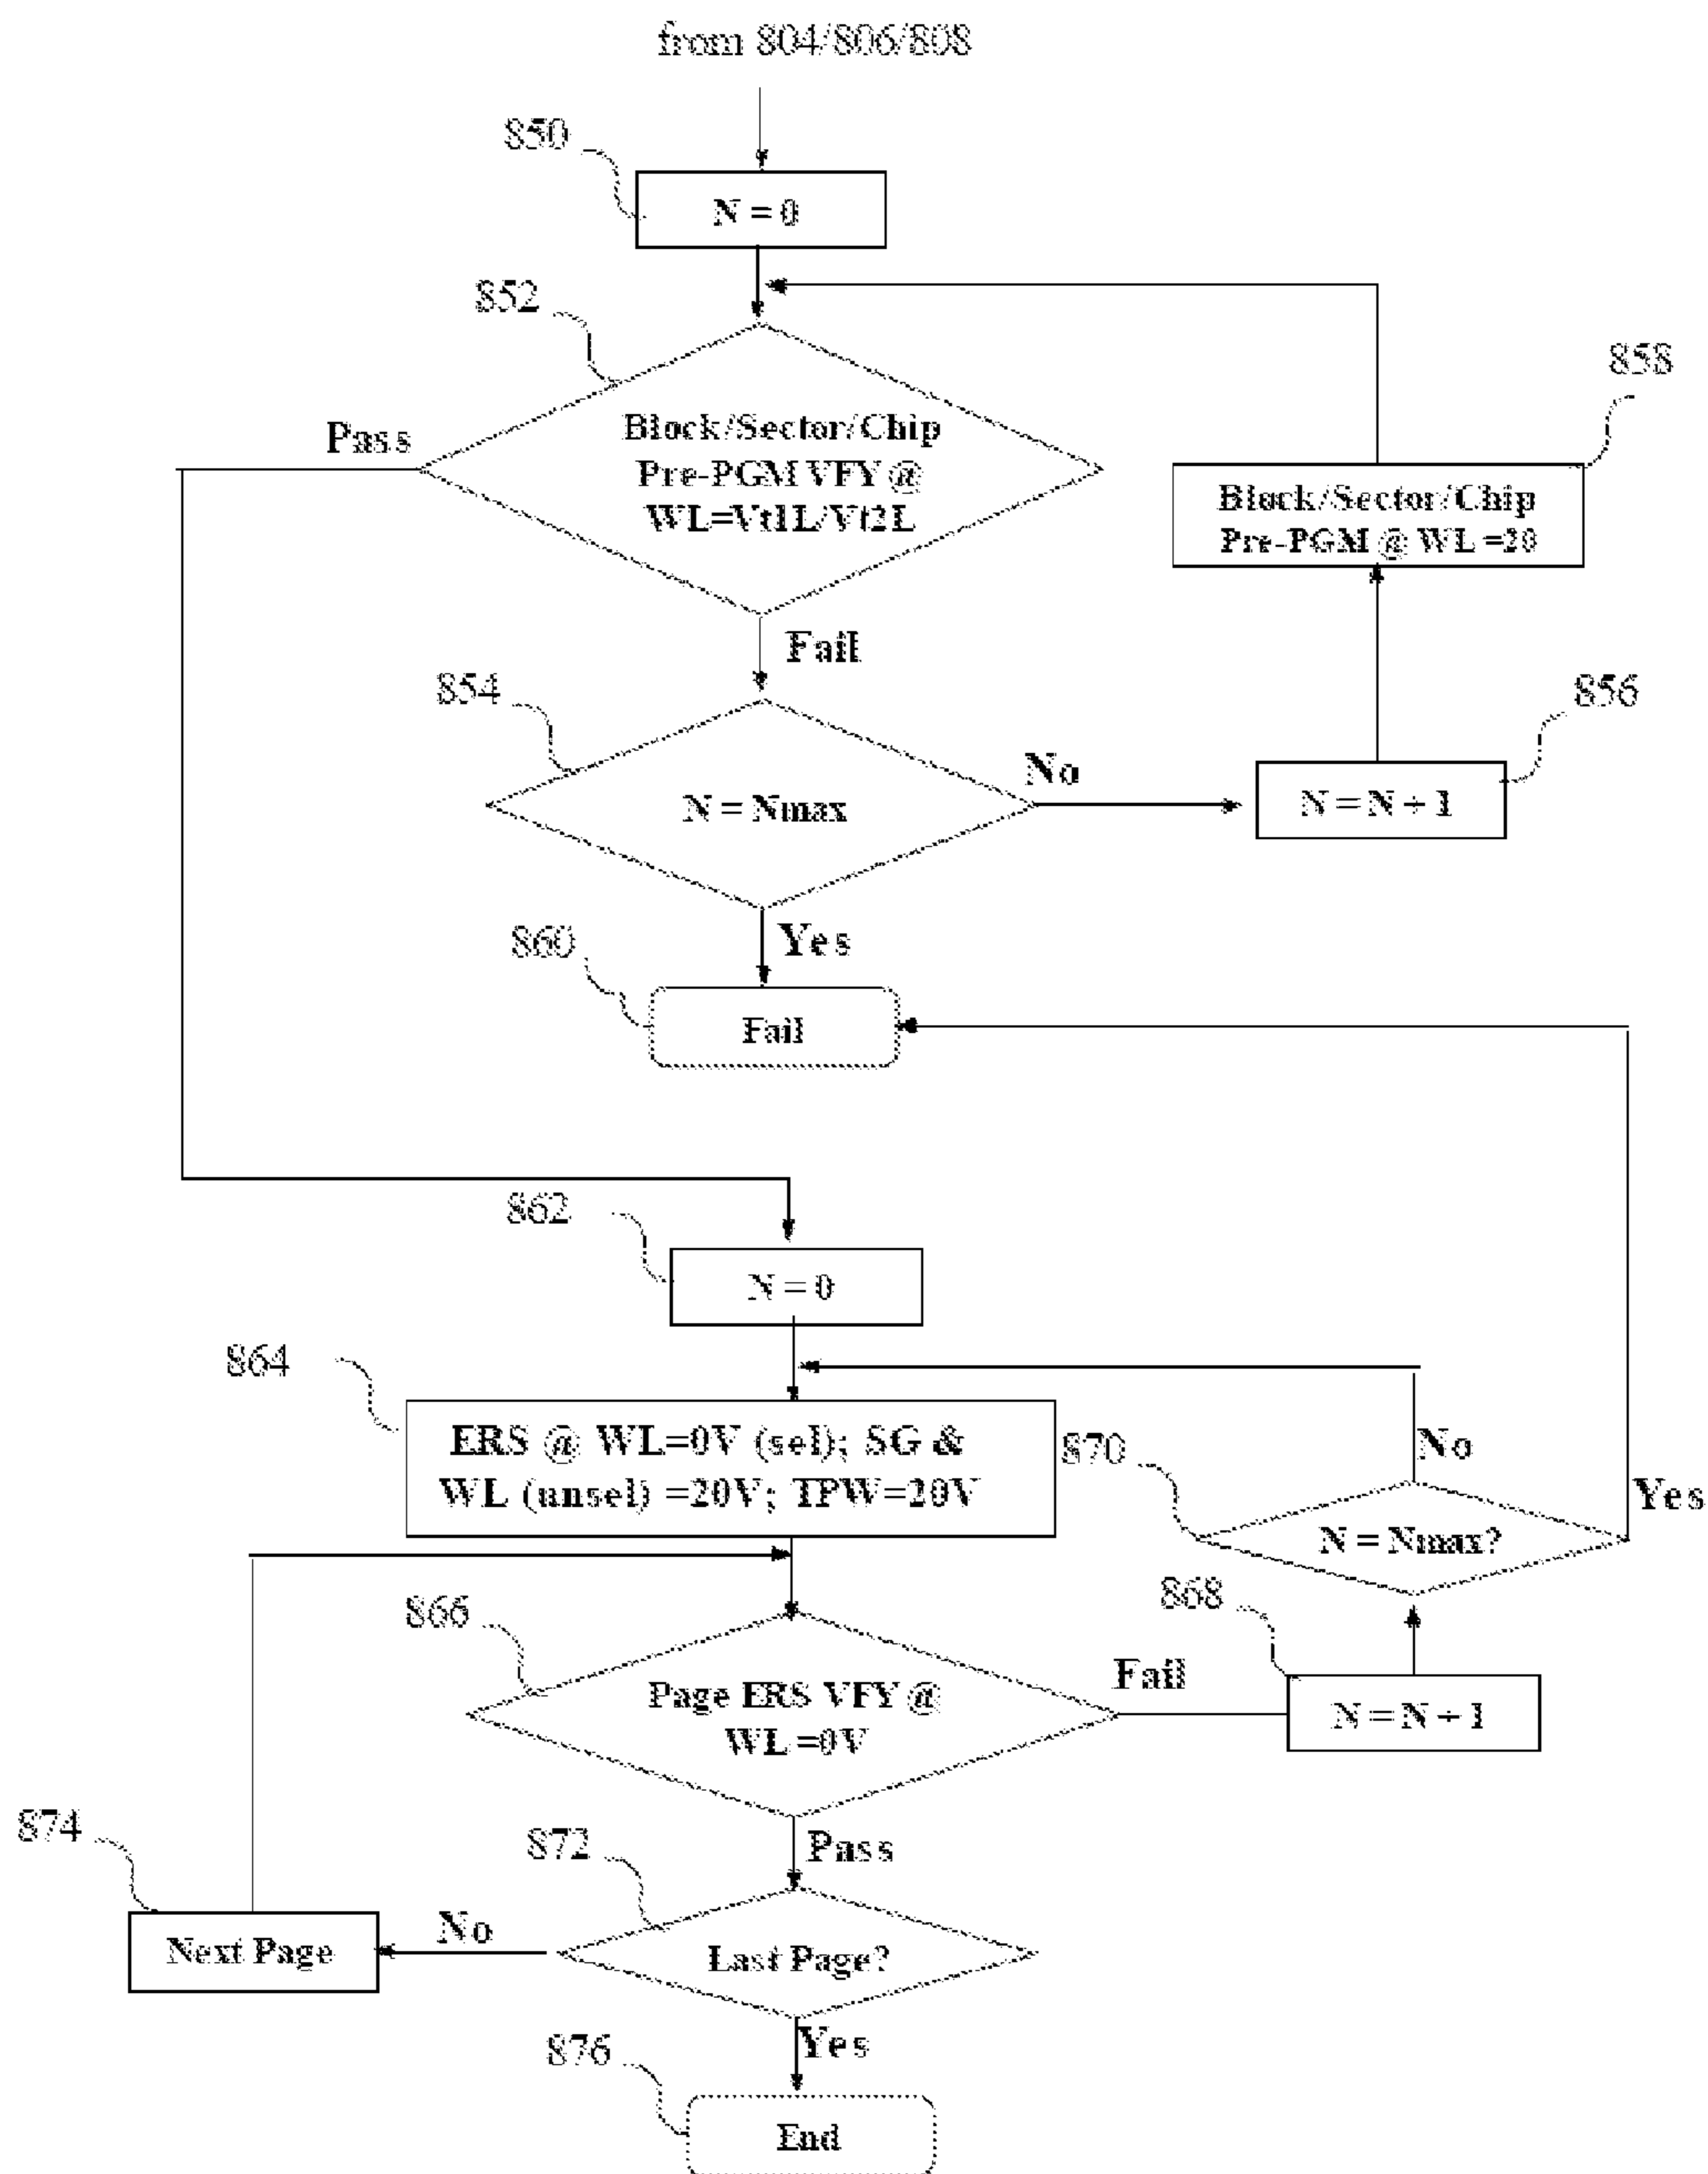 from 804/806/808
850
N = 0
852
858
Pass
Block/Sector/Chip
Pre-PGM VFY @
WL=Vt1L/Vt2L
Block/Sector/Chip
Pre-PGM @ WL =20
Fail
854
856
N = Nmax
No
N = N + 1
860
Yes
Fail
862
N = 0
864
ERS @ WL=0V (sel); SG &
WL (unsel) =20V; TPW=20V
870
No
Yes
N = Nmax?
866
868
Page ERS VFY @
WL =0V
Fail
N = N + 1
874
872
Pass
Next Page
No
Last Page?
876
Yes
End